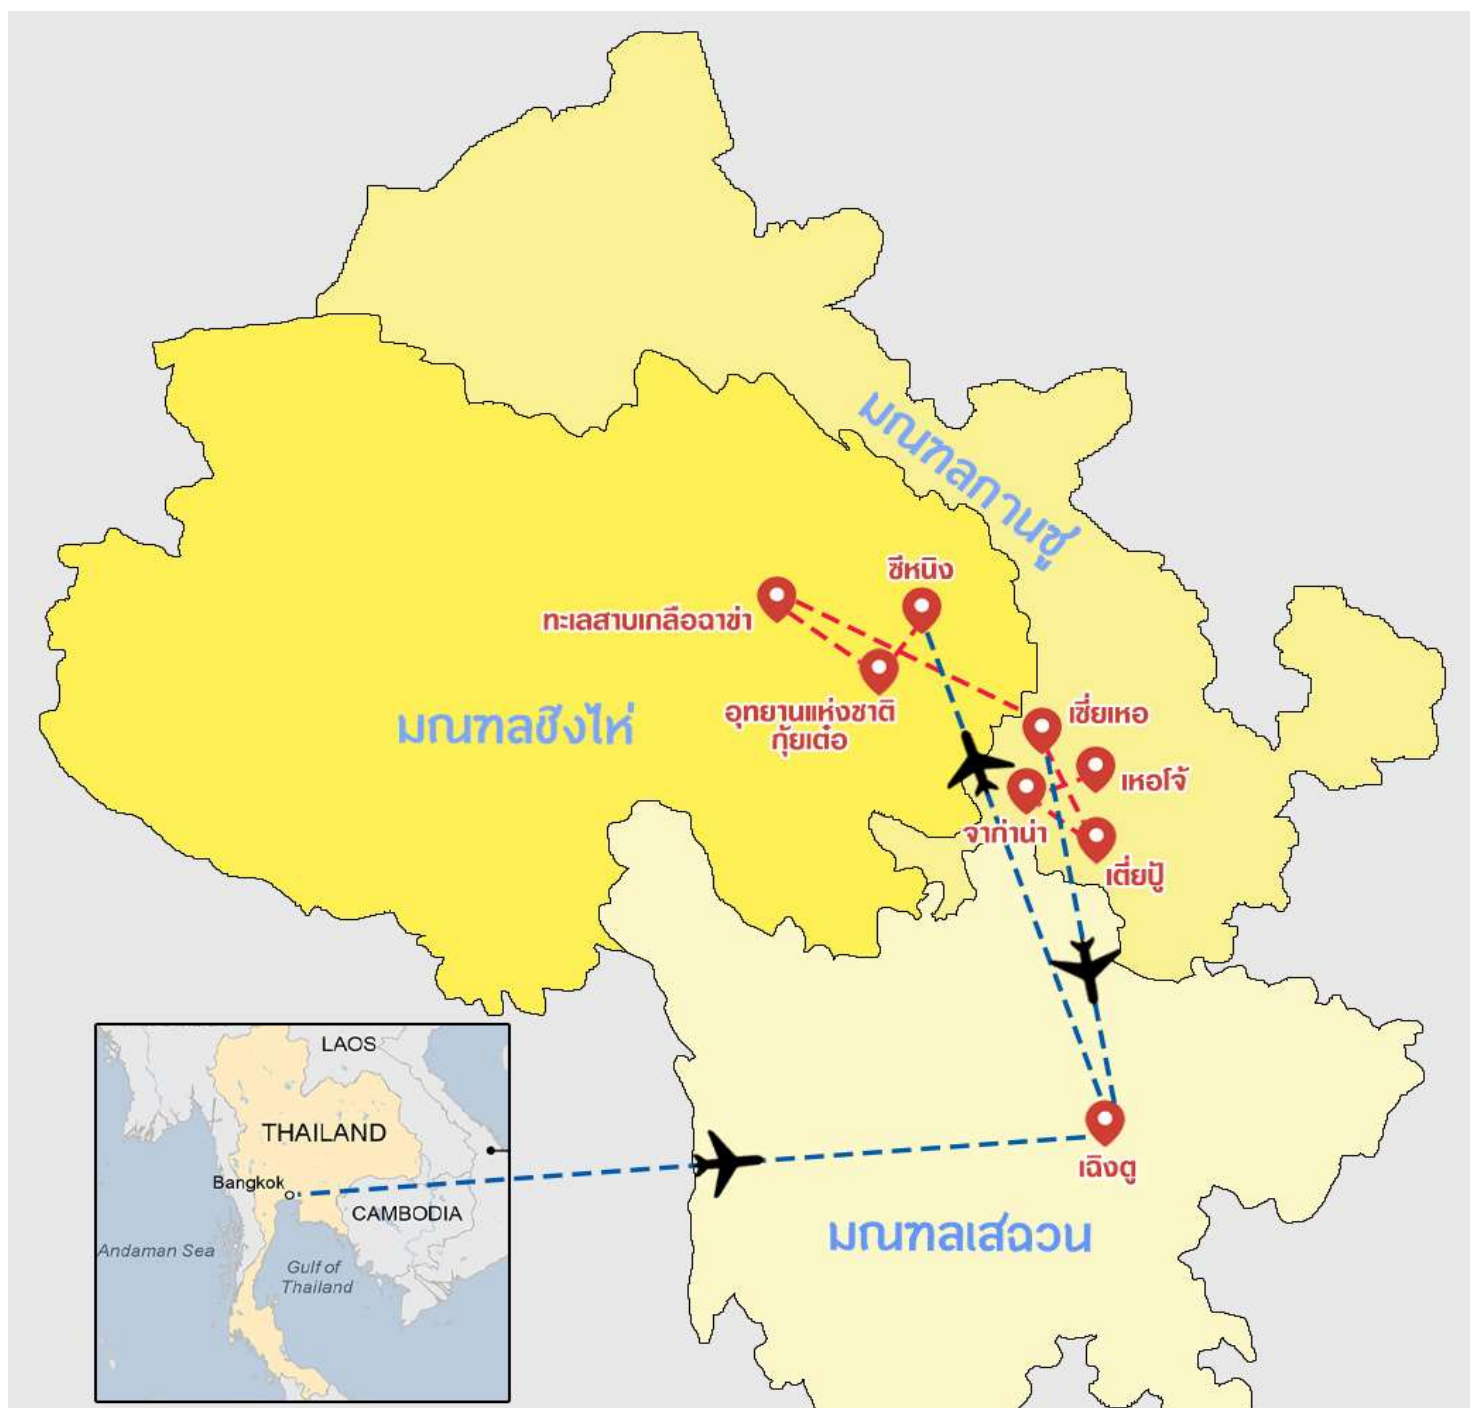 มณฑลกานซู
ซีหนิง
ทะเลสาบเกลือฉาข่า
อุทยานแห่งชาติ
กุ้ยเต๋อ
มณฑลชิงไห่
เซี่ยเหอ
เหอโจ้
จาก่าน่า
เตี่ยปู้
เฉิงตู
มณฑลเสฉวน
LAOS
THAILAND
Bangkok
CAMBODIA
Andaman Sea
Gulf of
Thailand